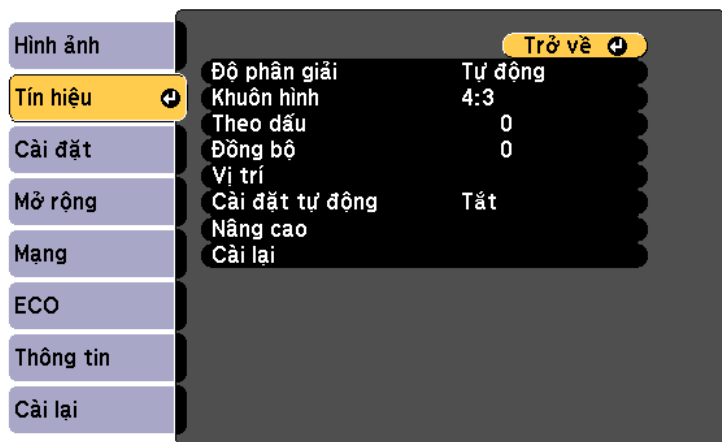 Hình ảnh
Tín hiệu
Cài đặt
Mở rộng
Mạng
ECO
Thông tin
Cài lại
Trở về
Độ phân giải Tự động
Khuôn hình 4:3
Theo dấu 0
Đồng bộ 0
Vị trí
Cài đặt tự động Tắt
Nâng cao
Cài lại